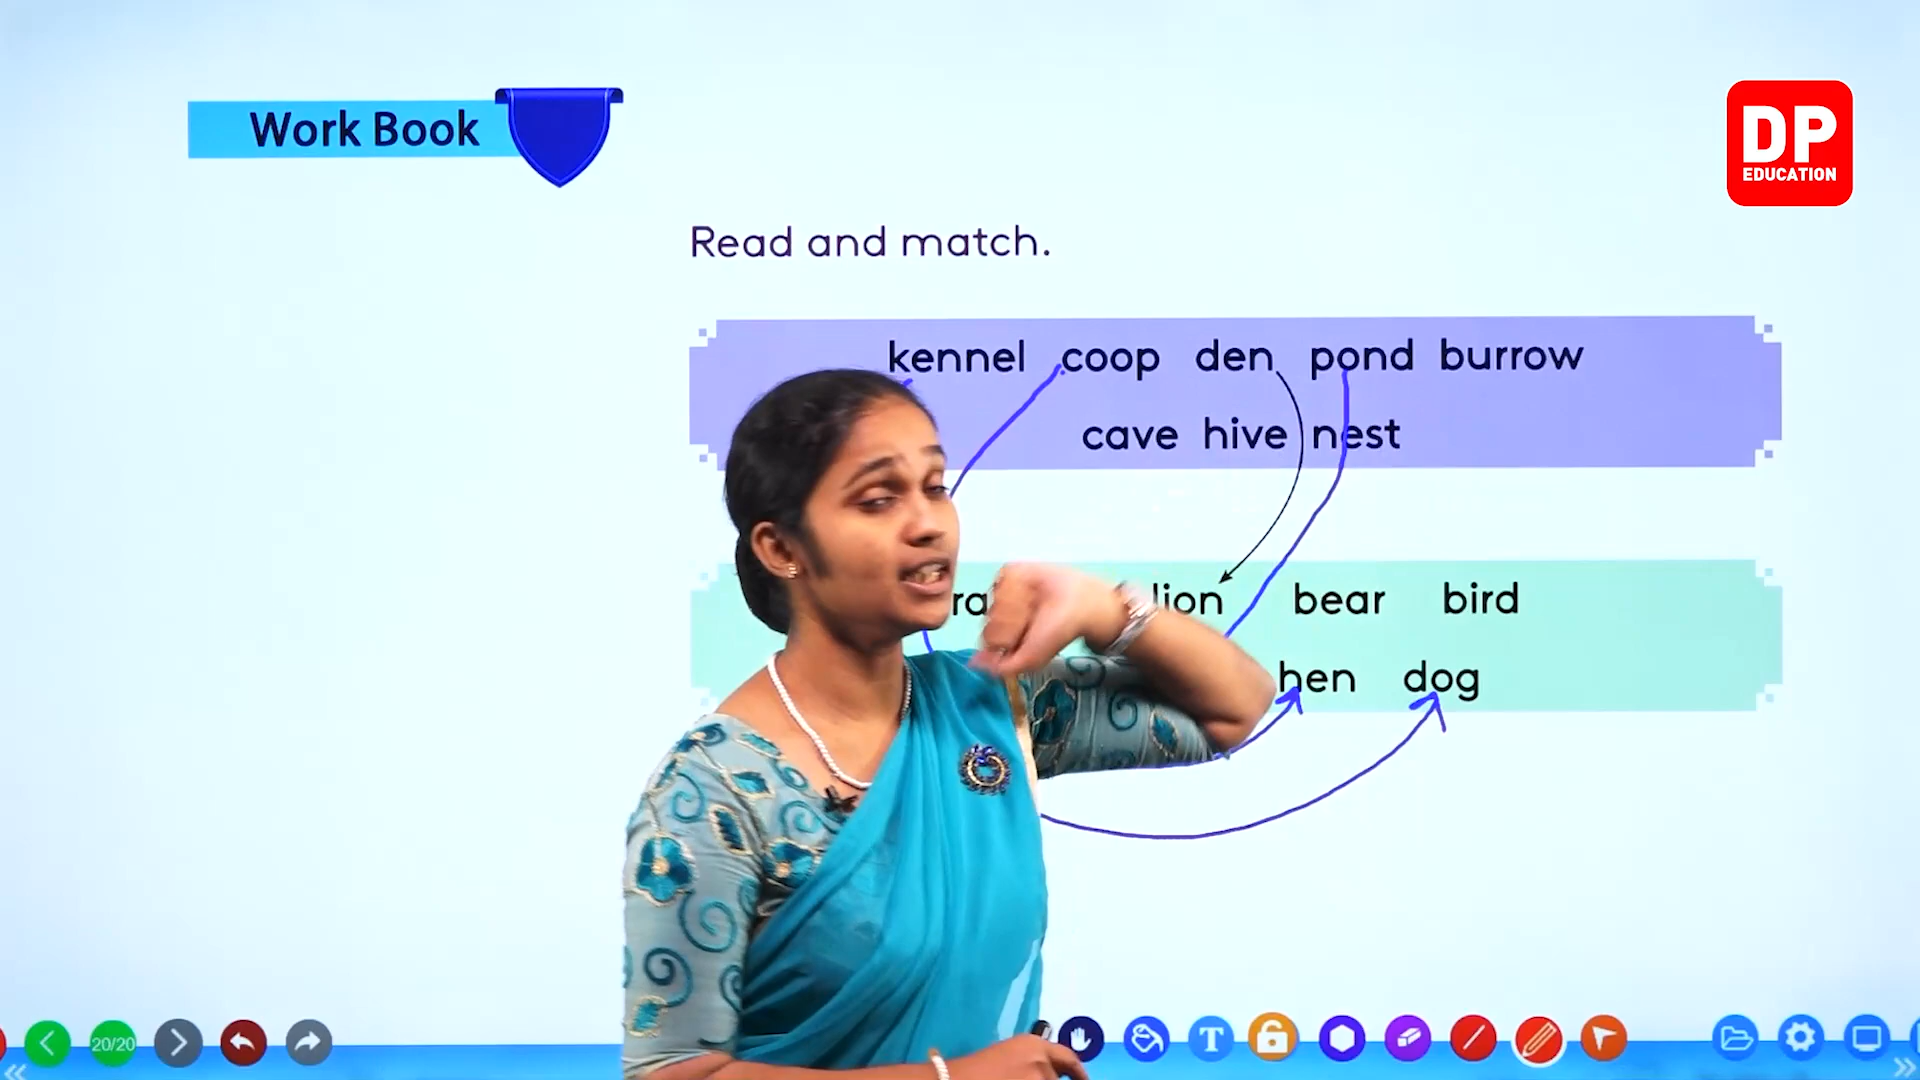 Work Book
DP
EDUCATION
Read and match.
kennel coop den pond burrow
cave hive nest
lion bear bird
hen dog
20/20
T